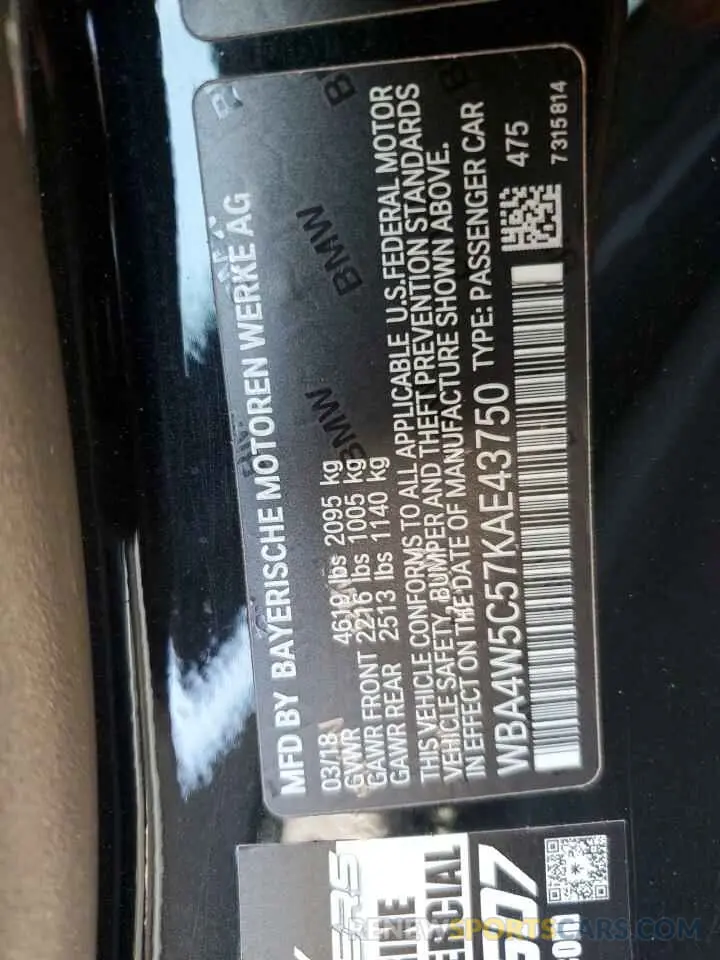 MFD BY BAYERISCHE MOTOREN WERKE AG
03/18
GVWR 4619 lbs 2095 kg
GAWR FRONT 2216 lbs 1005 kg
GAWR REAR 2513 lbs 1140 kg
THIS VEHICLE CONFORMS TO ALL APPLICABLE U.S. FEDERAL MOTOR
VEHICLE SAFETY, BUMPER AND THEFT PREVENTION STANDARDS
IN EFFECT ON THE DATE OF MANUFACTURE SHOWN ABOVE.
WBA4W5C57KAE43750 TYPE: PASSENGER CAR
475
7315814
BMW
BMW
507
RENEWSPORTSCARS.COM